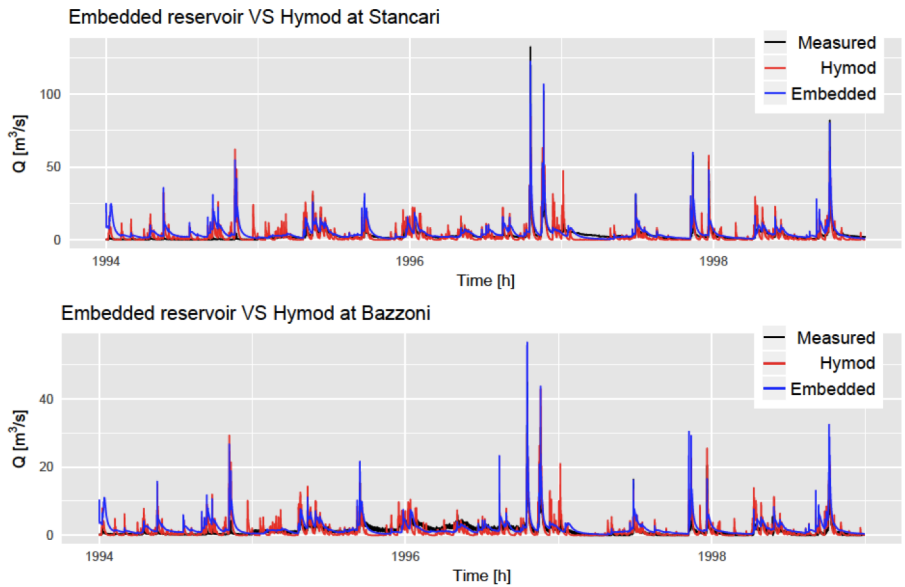 Embedded reservoir VS Hymod at Stancari
Measured
Hymod
Embedded
Q [m³/s]
100
50
0
1994
1996
1998
Time [h]
Embedded reservoir VS Hymod at Bazzoni
Measured
Hymod
Embedded
Q [m³/s]
40
20
0
1994
1996
1998
Time [h]